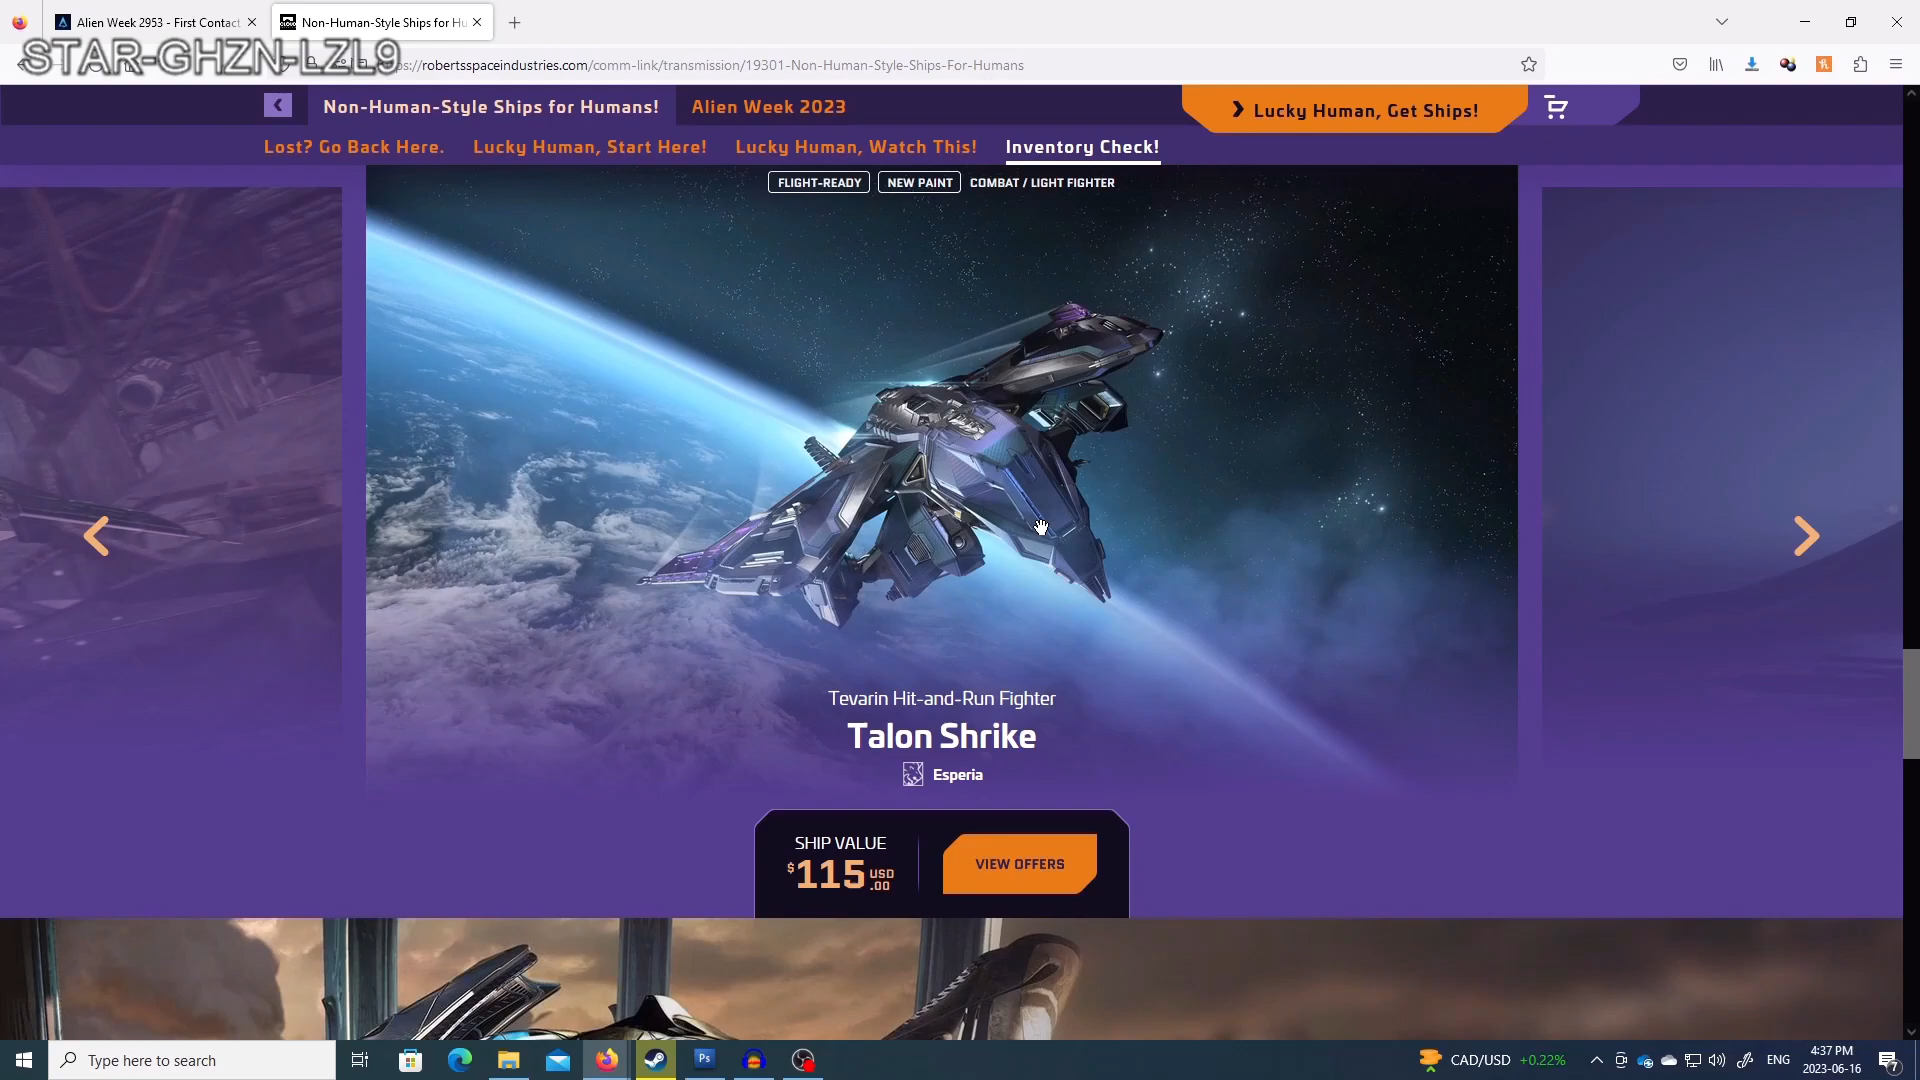 Alien Week 2953 - First Contact
Non-Human-Style Ships for Hu
STAR-GHZN-LZL9
https://robertsspaceindustries.com/comm-link/transmission/19301-Non-Human-Style-Ships-For-Humans
Non-Human-Style Ships for Humans!
Alien Week 2023
Lucky Human, Get Ships!
Lost? Go Back Here.
Lucky Human, Start Here!
Lucky Human, Watch This!
Inventory Check!
FLIGHT-READY
NEW PAINT
COMBAT / LIGHT FIGHTER
Tevarin Hit-and-Run Fighter
Talon Shrike
Esperia
SHIP VALUE
$115 USD .00
VIEW OFFERS
Type here to search
Ps
CAD/USD +0.22%
ENG
4:37 PM
2023-06-16
7